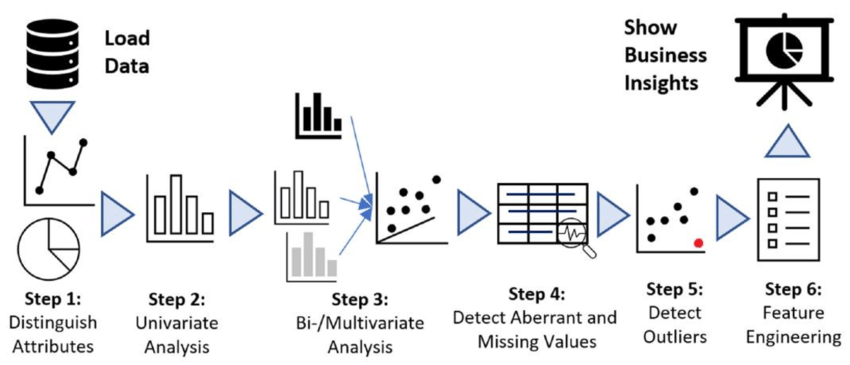 Load
Data
Show
Business
Insights
Step 1:
Distinguish
Attributes
Step 2:
Univariate
Analysis
Step 3:
Bi-/Multivariate
Analysis
Step 4:
Detect Aberrant and
Missing Values
Step 5:
Detect
Outliers
Step 6:
Feature
Engineering